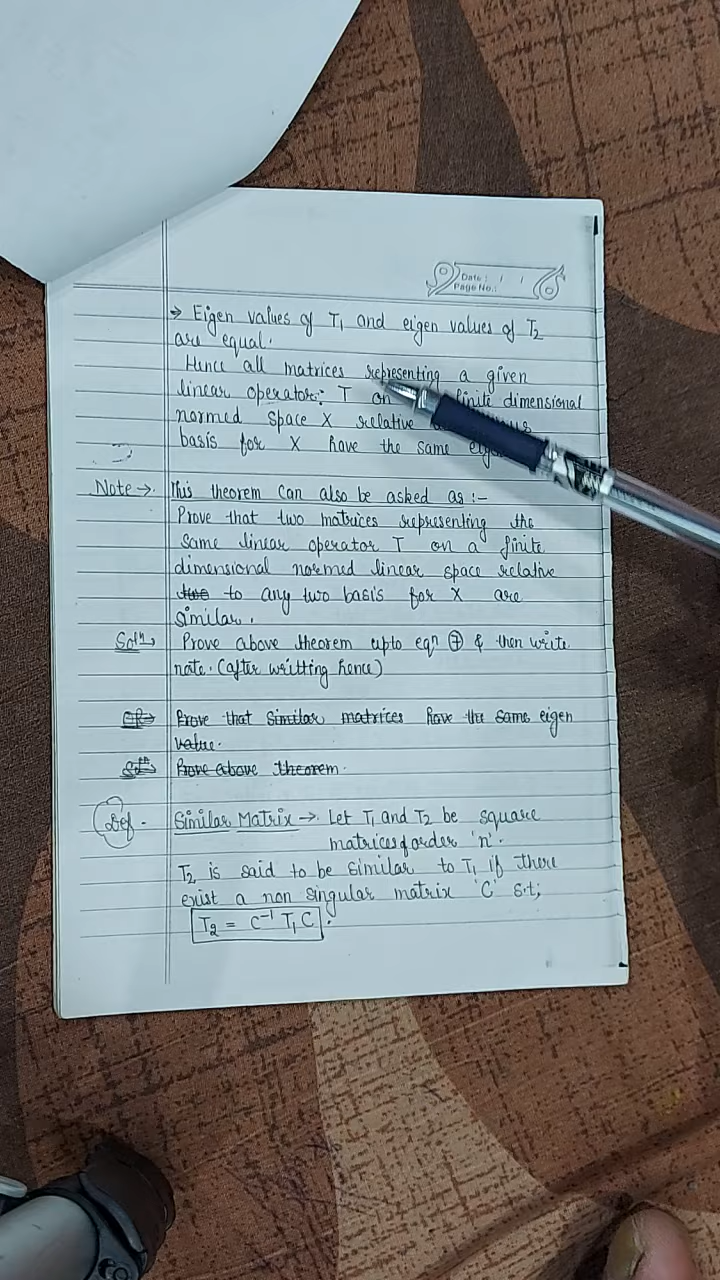 Date : / /
Page No.:
→ Eigen values of T₁ and eigen values of T₂
are equal.
Hence all matrices representing a given
linear operator: T on finite dimensional
normed space X relative
basis for X have the same
Note → This theorem can also be asked as :-
Prove that two matrices representing the
same linear operator T on a finite
dimensional normed linear space relative
to any two basis for X are
similar.
Solⁿ→ Prove above theorem upto eqⁿ ⑦ & then write
note. (after writting hence)
Prove that similar matrices have the same eigen
value.
Solⁿ Prove above theorem.
Def - Similar Matrix → Let T₁ and T₂ be square
matrices of order 'n'.
T₂ is said to be similar to T₁ if there
exist a non singular matrix 'C' s.t;
T₂ = C⁻¹ T₁ C .